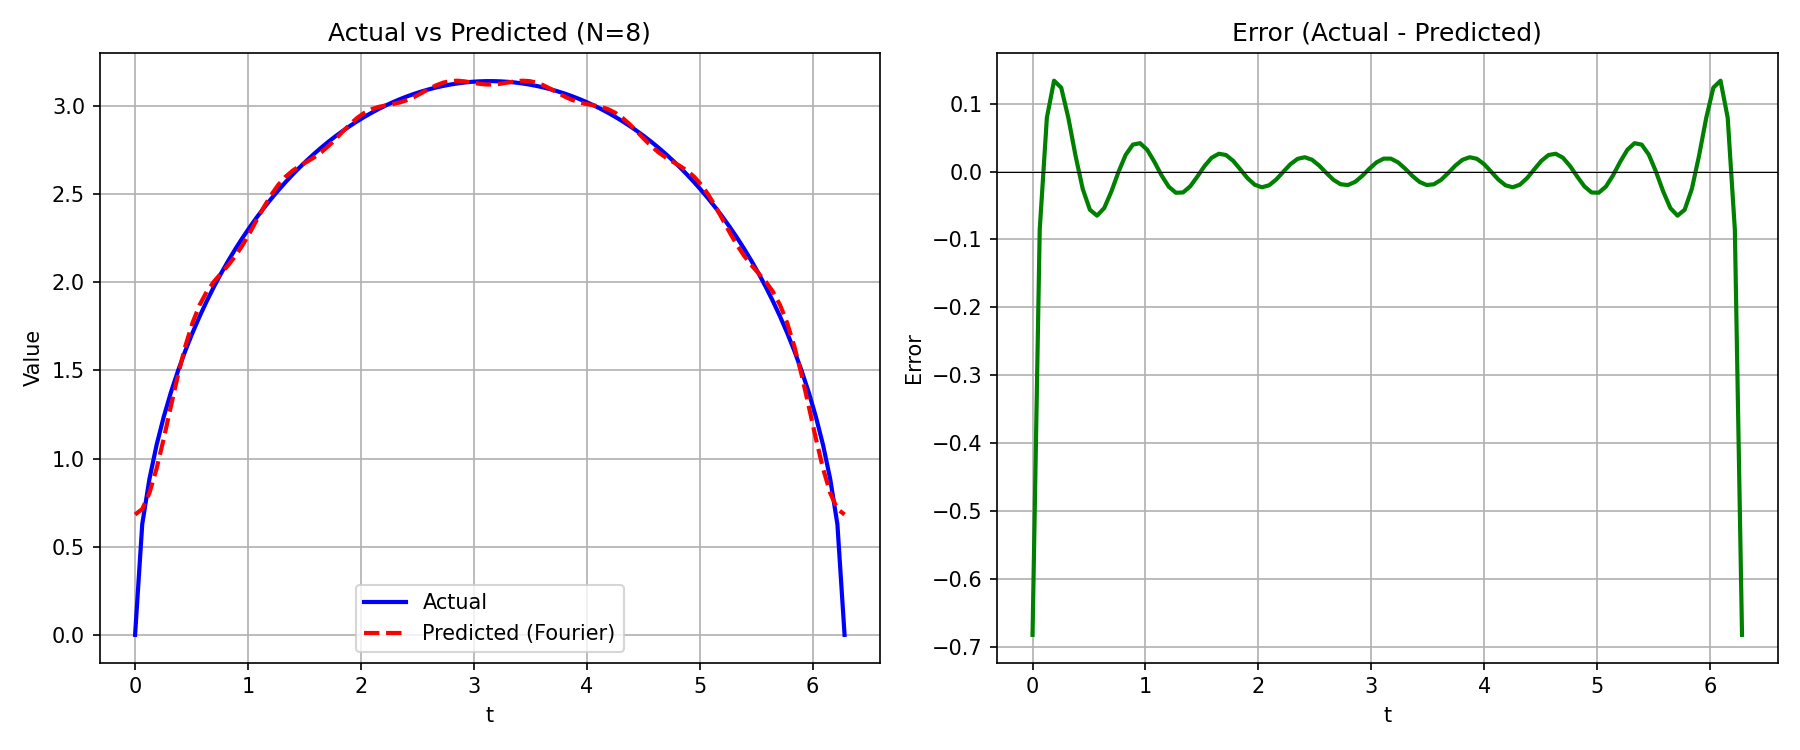 Actual vs Predicted (N=8)
3.0
2.5
2.0
1.5
1.0
0.5
0.0
Value
0 1 2 3 4 5 6
t
Actual
Predicted (Fourier)
Error (Actual - Predicted)
0.1
0.0
−0.1
−0.2
−0.3
−0.4
−0.5
−0.6
−0.7
Error
0 1 2 3 4 5 6
t